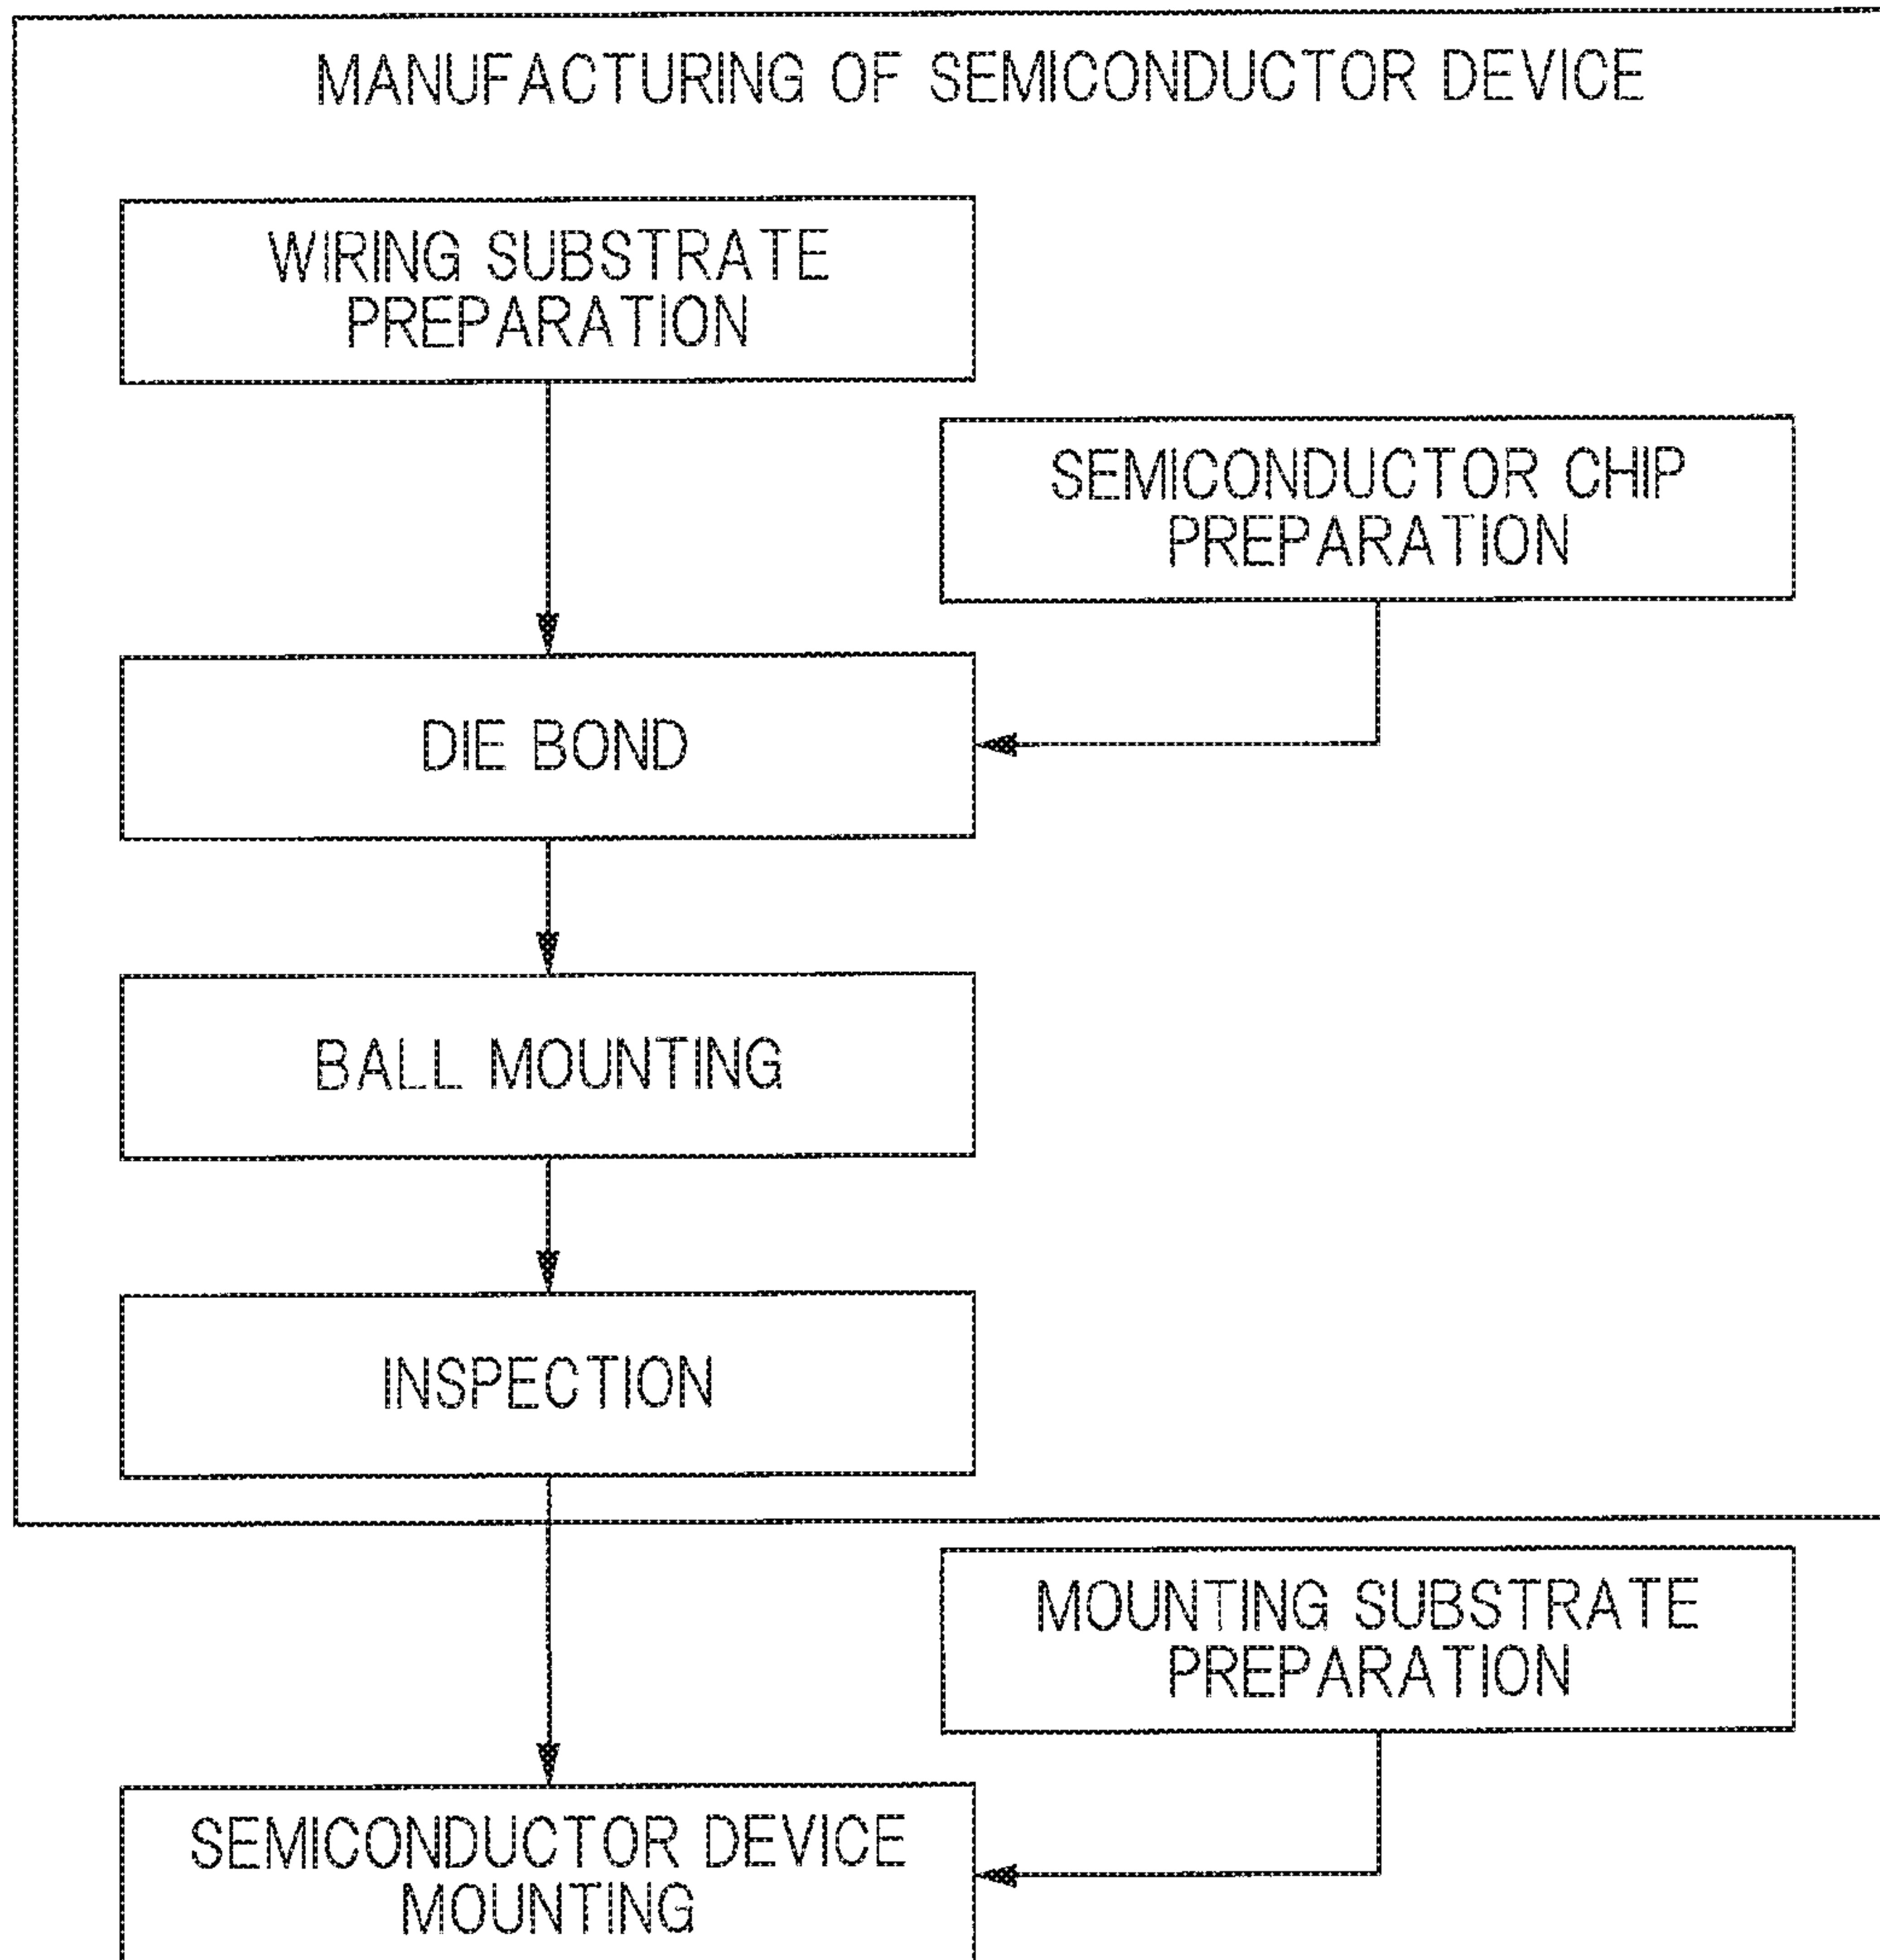 MANUFACTURING OF SEMICONDUCTOR DEVICE
WIRING SUBSTRATE
PREPARATION
SEMICONDUCTOR CHIP
PREPARATION
DIE BOND
BALL MOUNTING
INSPECTION
MOUNTING SUBSTRATE
PREPARATION
SEMICONDUCTOR DEVICE
MOUNTING